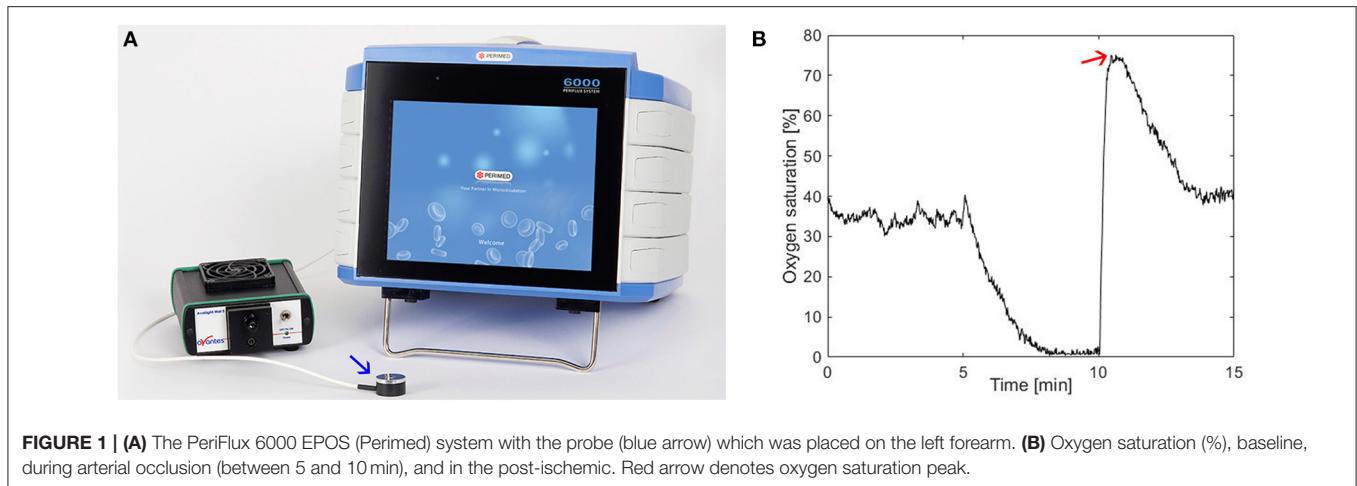 A
PERIMED
6000
PERIFLUX SYSTEM
PERIMED
Your Partner in Microcirculation
Welcome
AvaLight Hal S
avantes
B
80
70
60
50
40
30
20
10
0
Oxygen saturation [%]
0 5 10 15
Time [min]
FIGURE 1 | (A) The PeriFlux 6000 EPOS (Perimed) system with the probe (blue arrow) which was placed on the left forearm. (B) Oxygen saturation (%), baseline,
during arterial occlusion (between 5 and 10 min), and in the post-ischemic. Red arrow denotes oxygen saturation peak.